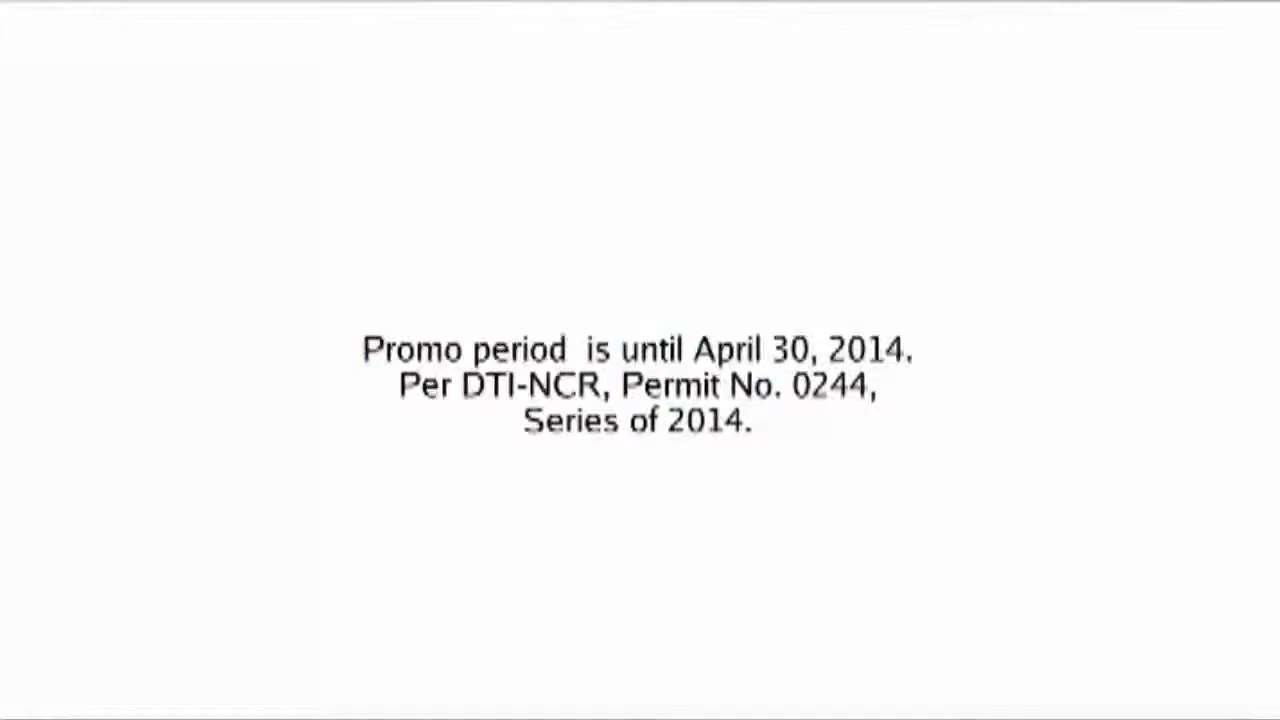 Promo period  is until April 30, 2014.
Per DTI-NCR, Permit No. 0244,
Series of 2014.